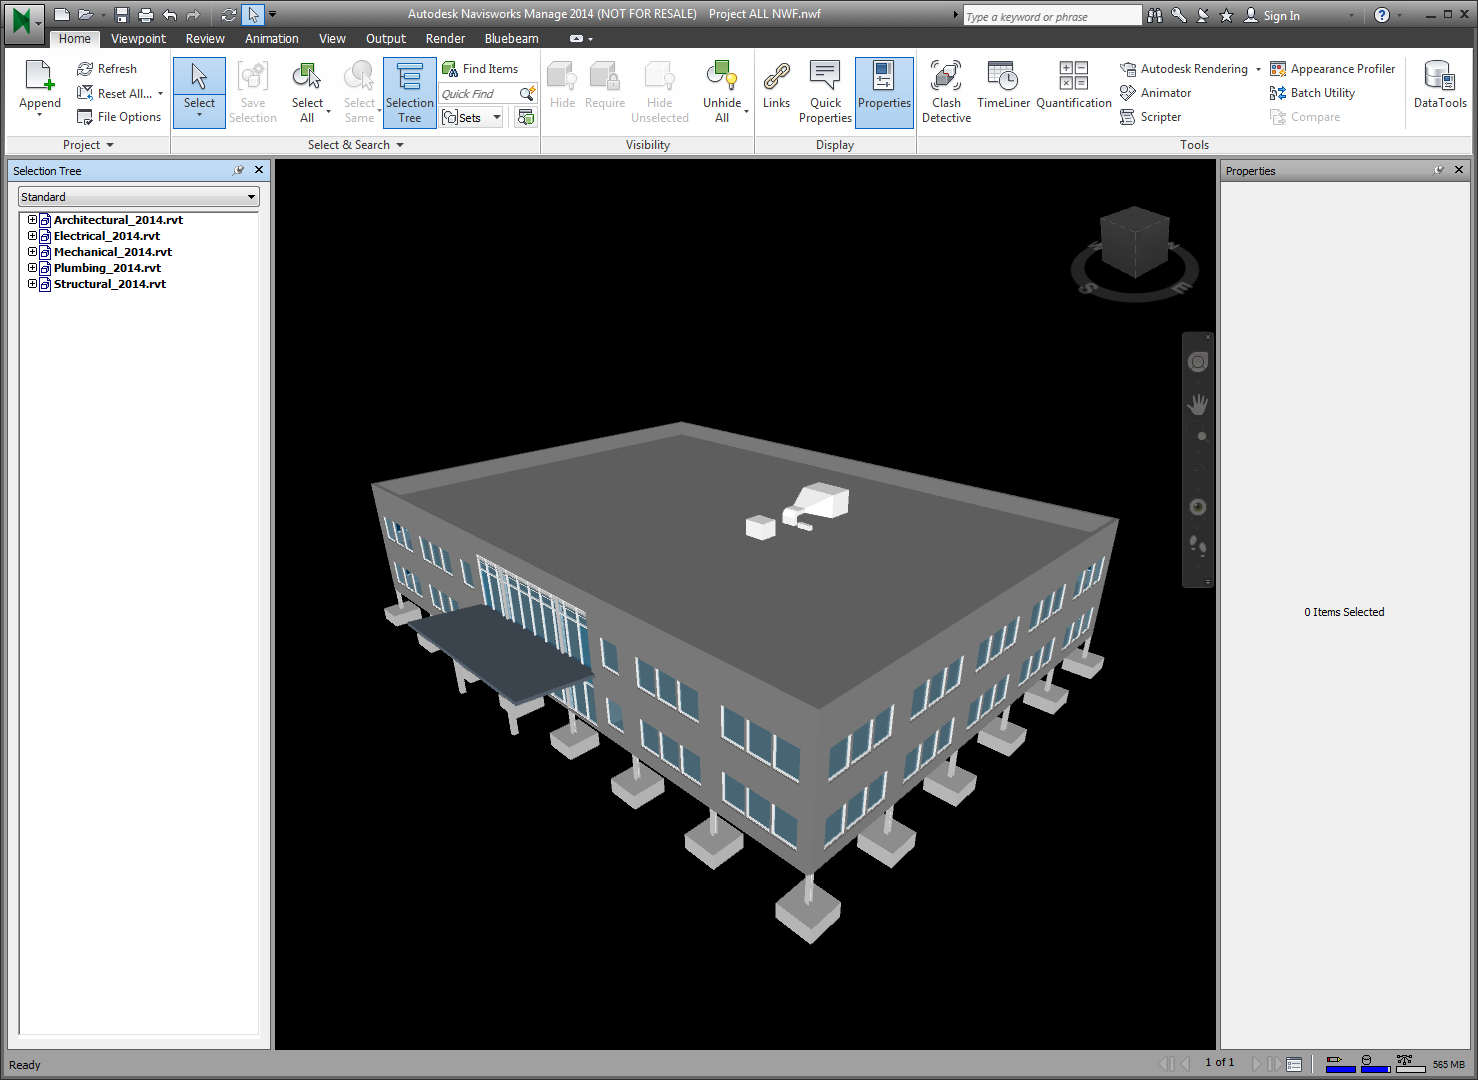 Autodesk Navisworks Manage 2014 (NOT FOR RESALE) Project ALL NWF.nwf
Type a keyword or phrase
Sign In
Home Viewpoint Review Animation View Output Render Bluebeam
Append
Refresh
Reset All...
File Options
Project
Select
Save Selection
Select All
Select Same
Selection Tree
Find Items
Quick Find
Sets
Select & Search
Hide
Require
Hide Unselected
Unhide All
Visibility
Links
Quick Properties
Properties
Display
Clash Detective
TimeLiner
Quantification
Autodesk Rendering
Animator
Scripter
Appearance Profiler
Batch Utility
Compare
DataTools
Tools
Selection Tree
Standard
Architectural_2014.rvt
Electrical_2014.rvt
Mechanical_2014.rvt
Plumbing_2014.rvt
Structural_2014.rvt
S
E
Properties
0 Items Selected
Ready
1 of 1
565 MB